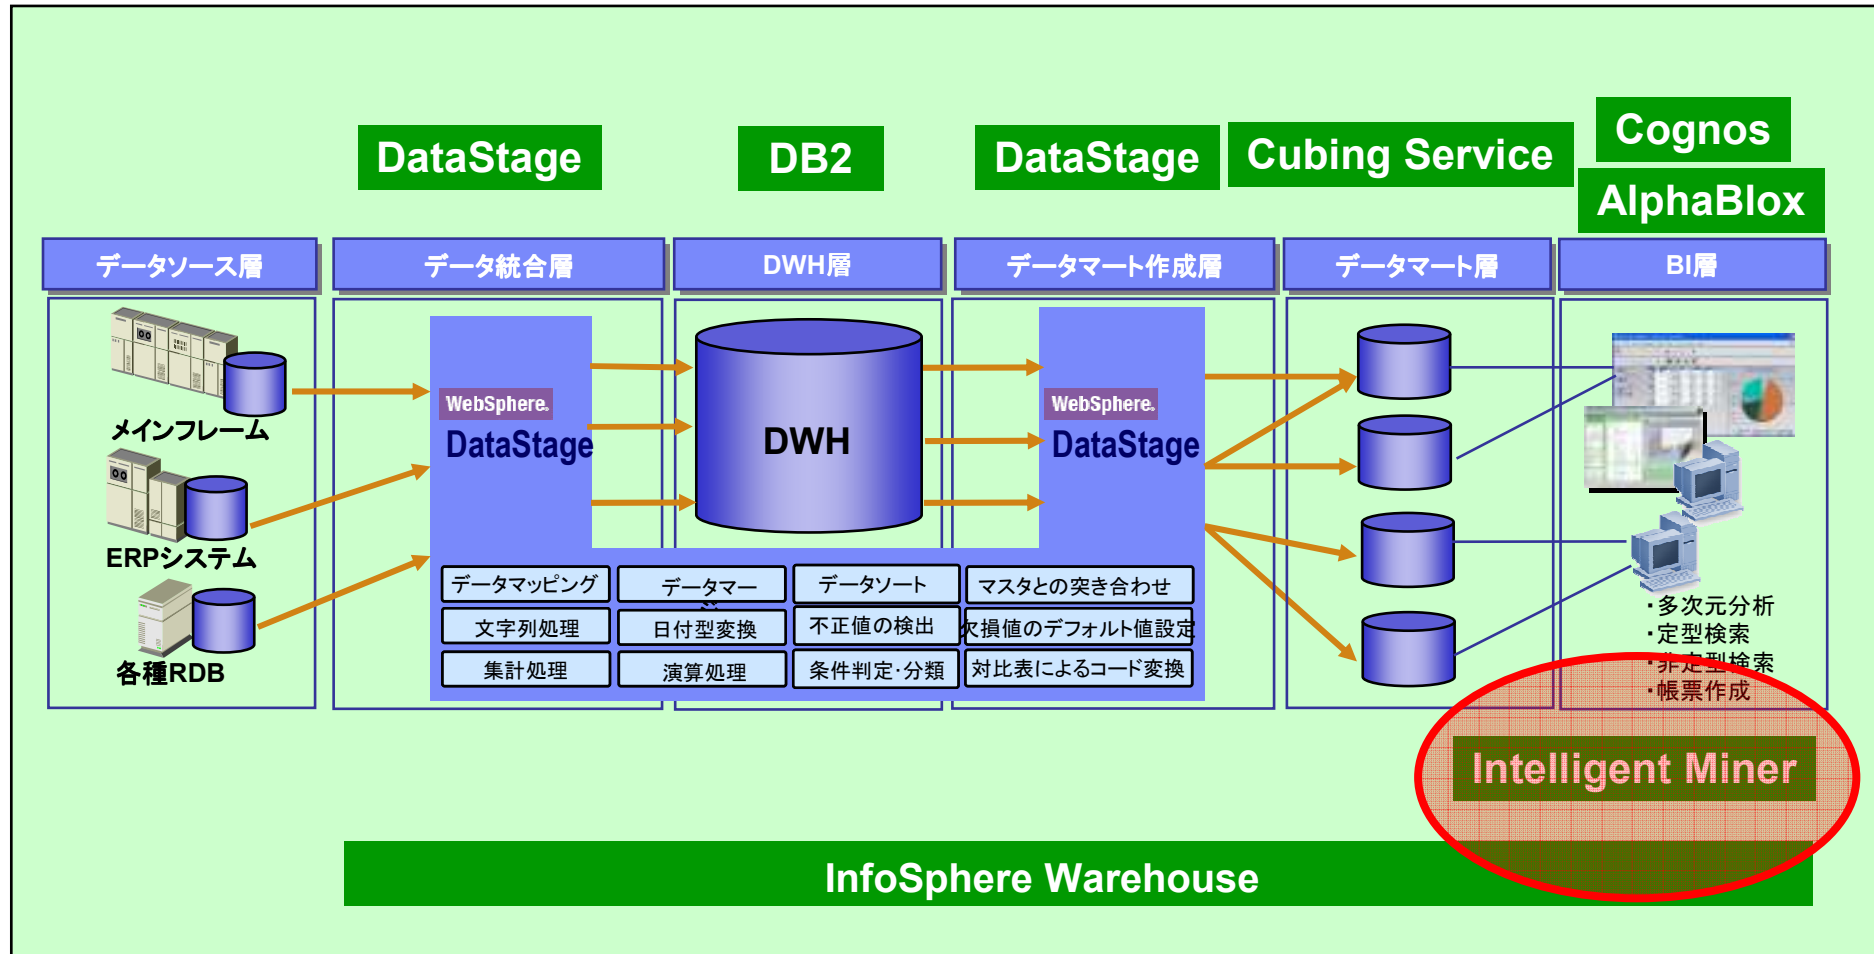 DataStage
DB2
DataStage
Cubing Service
Cognos
AlphaBlox
データソース層
データ統合層
DWH層
データマート作成層
データマート層
BI層
メインフレーム
ERPシステム
各種RDB
WebSphere.
DataStage
DWH
WebSphere.
DataStage
データマッピング
データマー
ジ
データソート
マスタとの突き合わせ
文字列処理
日付型変換
不正値の検出
欠損値のデフォルト値設定
集計処理
演算処理
条件判定・分類
対比表によるコード変換
・多次元分析
・定型検索
・非定型検索
・帳票作成
Intelligent Miner
InfoSphere Warehouse